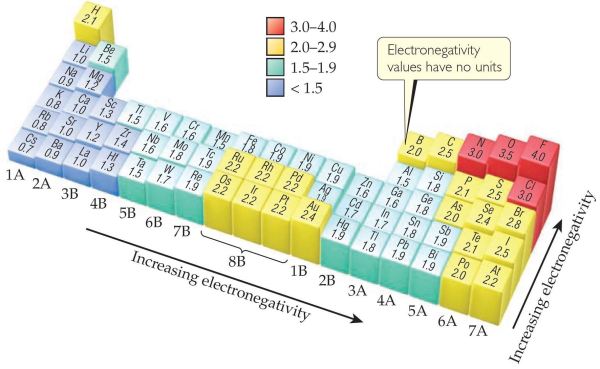 H
2.1
3.0–4.0
2.0–2.9
1.5–1.9
< 1.5
Electronegativity
values have no units
Li
1.0
Be
1.5
B
2.0
C
2.5
N
3.0
O
3.5
F
4.0
Na
0.9
Mg
1.2
Al
1.5
Si
1.8
P
2.1
S
2.5
Cl
3.0
K
0.8
Ca
1.0
Sc
1.3
Ti
1.5
V
1.6
Cr
1.6
Mn
1.5
Fe
1.8
Co
1.9
Ni
1.9
Cu
1.9
Zn
1.6
Ga
1.6
Ge
1.8
As
2.0
Se
2.4
Br
2.8
Rb
0.8
Sr
1.0
Y
1.2
Zr
1.4
Nb
1.6
Mo
1.8
Tc
1.9
Ru
2.2
Rh
2.2
Pd
2.2
Ag
1.9
Cd
1.7
In
1.7
Sn
1.8
Sb
1.9
Te
2.1
I
2.5
Cs
0.7
Ba
0.9
La
1.0
Hf
1.3
Ta
1.5
W
1.7
Re
1.9
Os
2.2
Ir
2.2
Pt
2.2
Au
2.4
Hg
1.9
Tl
1.8
Pb
1.9
Bi
1.9
Po
2.0
At
2.2
1A
2A
3B
4B
5B
6B
7B
8B
1B
2B
3A
4A
5A
6A
7A
Increasing electronegativity
Increasing electronegativity